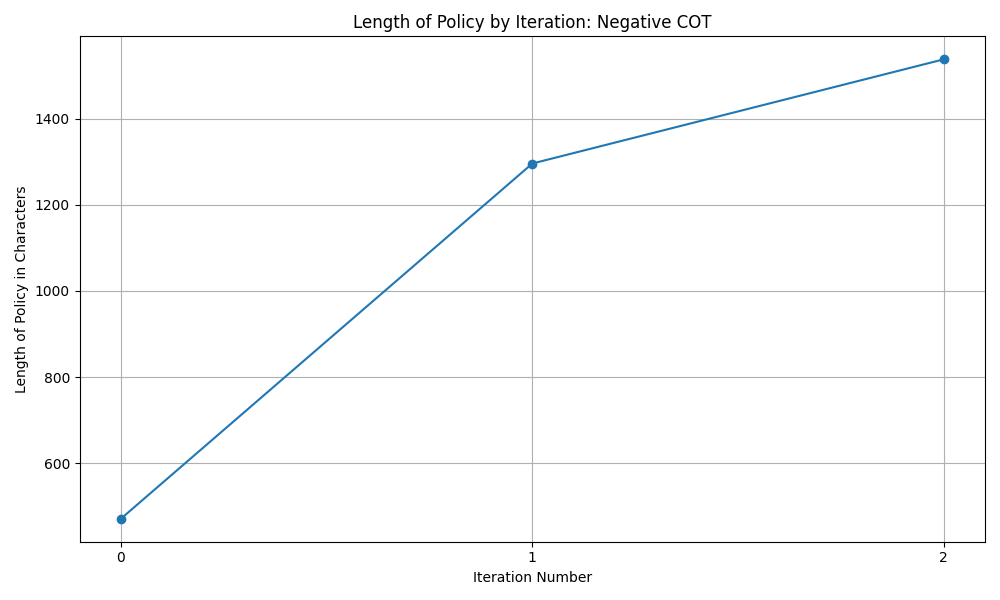 Length of Policy by Iteration: Negative COT
Length of Policy in Characters
1400
1200
1000
800
600
0
1
2
Iteration Number